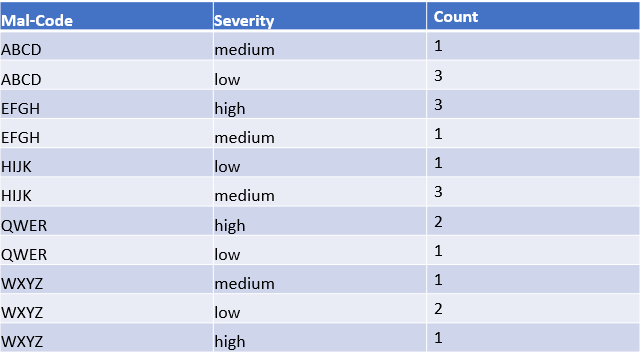 Mal-Code Severity Count
ABCD medium 1
ABCD low 3
EFGH high 3
EFGH medium 1
HIJK low 1
HIJK medium 3
QWER high 2
QWER low 1
WXYZ medium 1
WXYZ low 2
WXYZ high 1